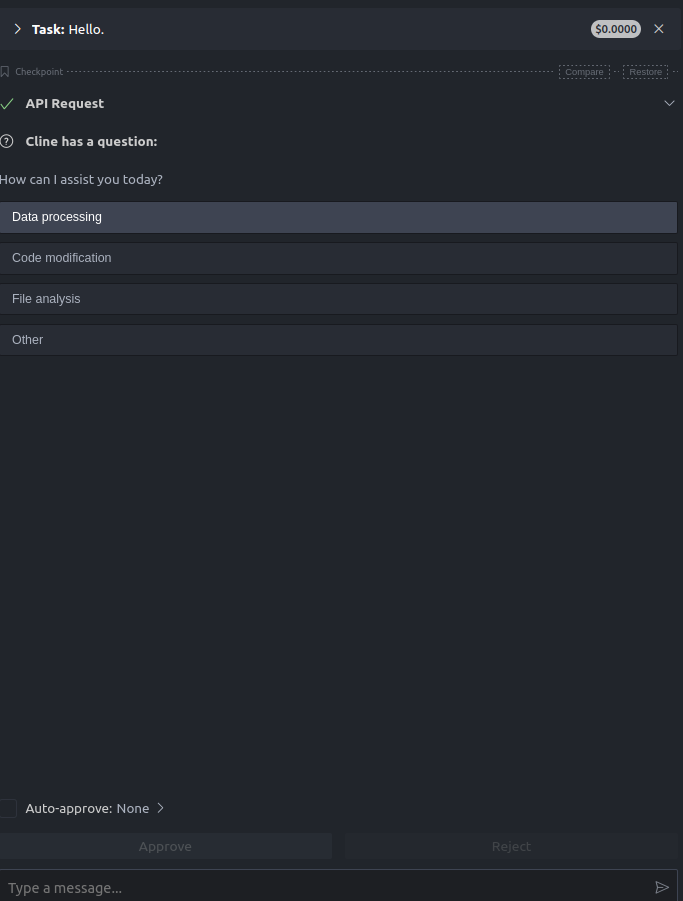 Task: Hello.
$0.0000
Checkpoint
Compare
Restore
API Request
Cline has a question:
How can I assist you today?
Data processing
Code modification
File analysis
Other
Auto-approve: None
Approve
Reject
Type a message...